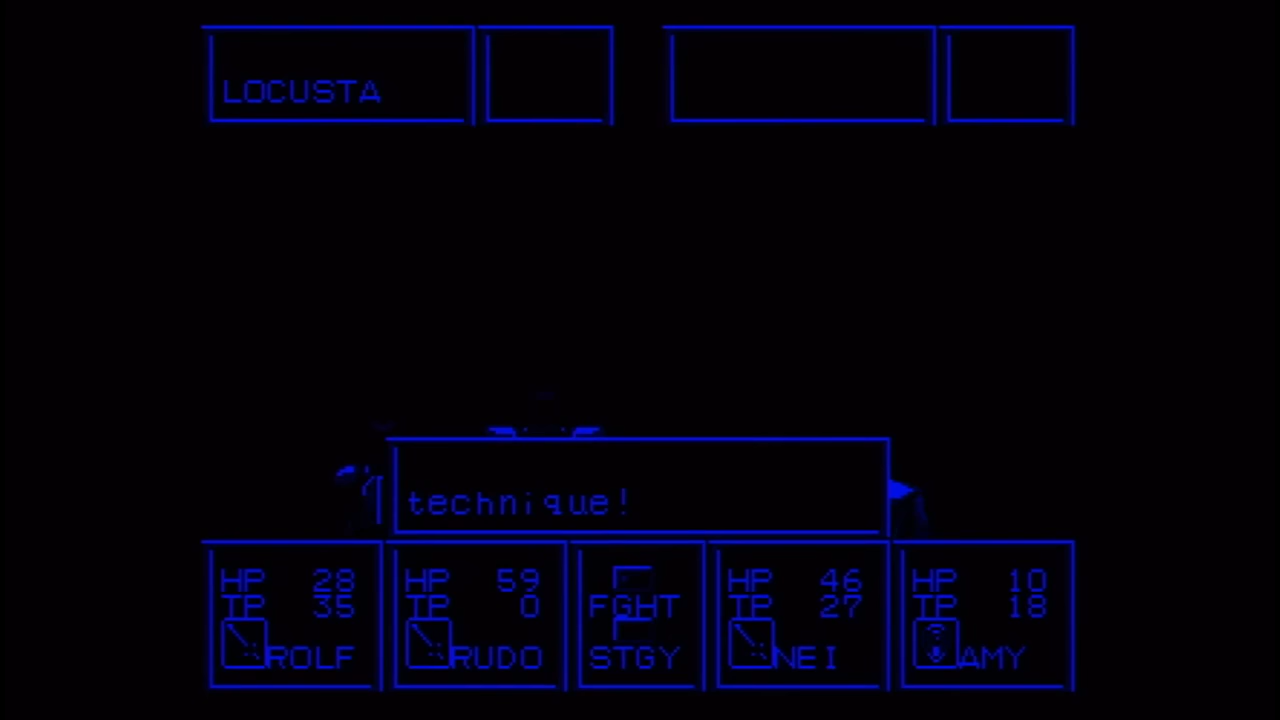 LOCUSTA
technique!
HP 28
TP 35
ROLF
HP 59
TP 0
RUDO
FGHT
STGY
HP 46
TP 27
NEI
HP 10
TP 18
AMY